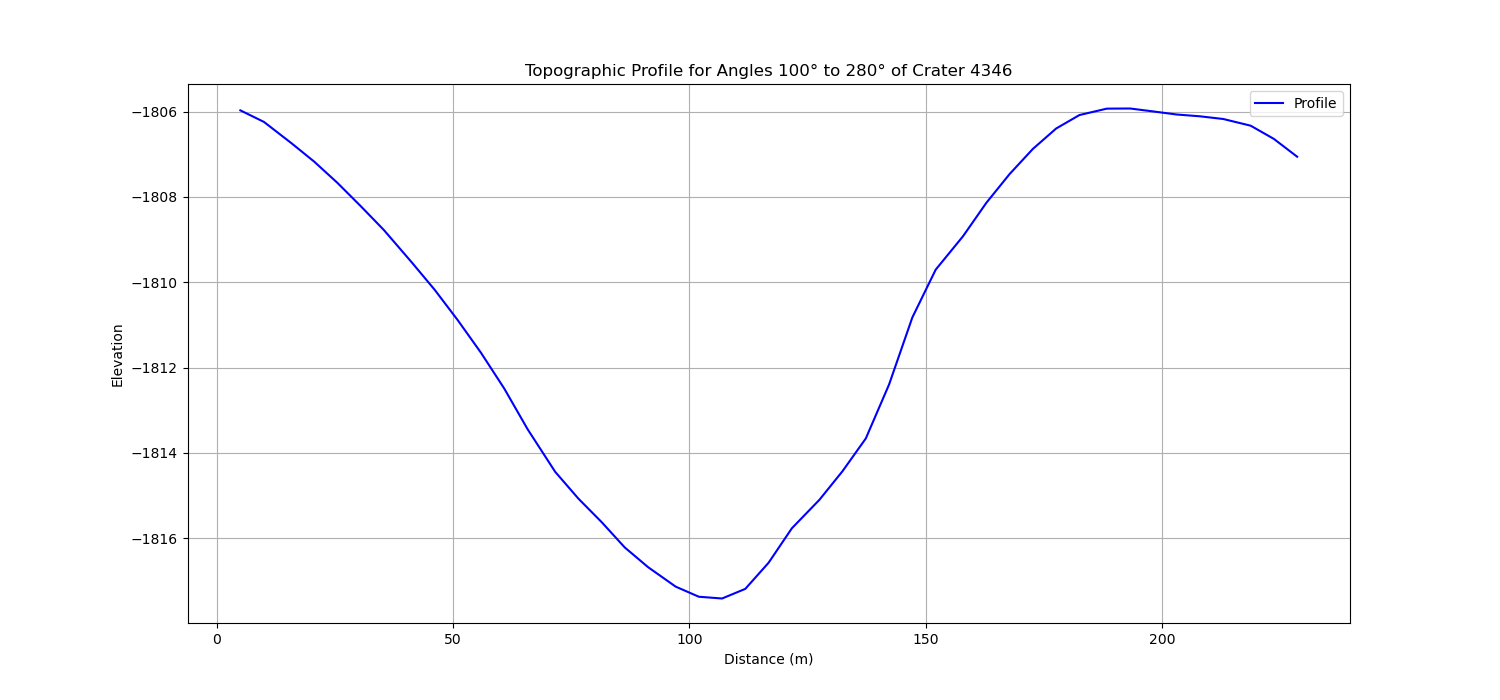 Topographic Profile for Angles 100° to 280° of Crater 4346
Profile
−1806
−1808
−1810
−1812
−1814
−1816
Elevation
0 50 100 150 200
Distance (m)